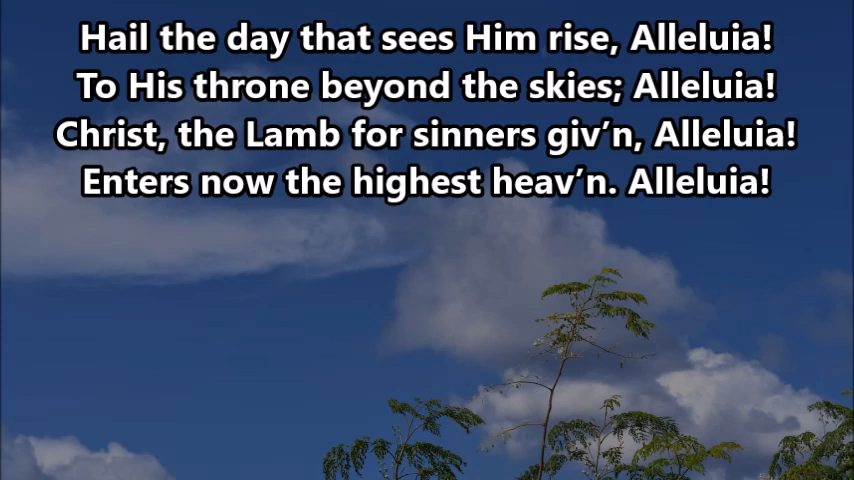 Hail the day that sees Him rise, Alleluia!
To His throne beyond the skies; Alleluia!
Christ, the Lamb for sinners giv’n, Alleluia!
Enters now the highest heav’n. Alleluia!